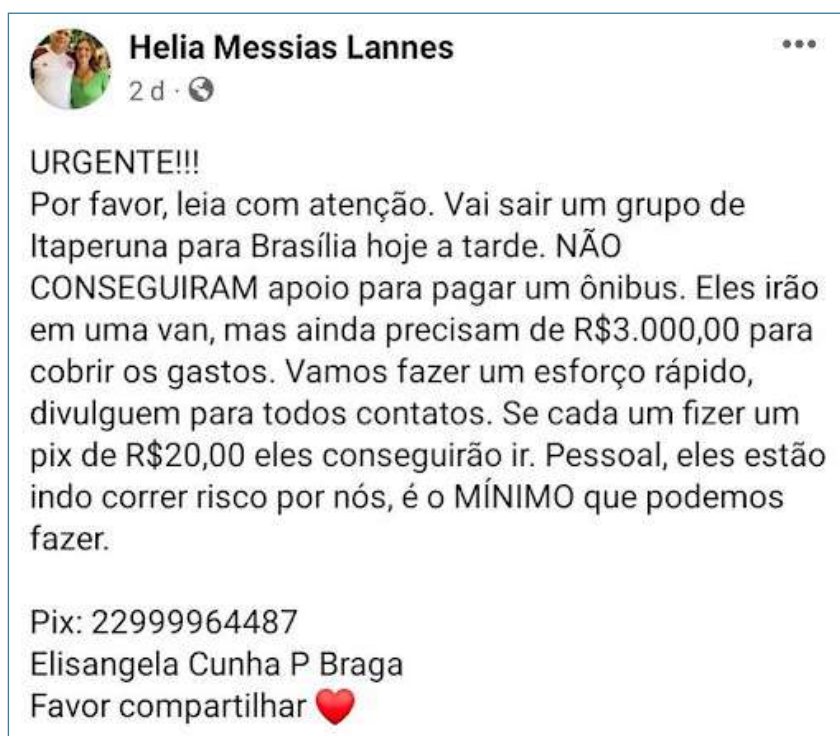 Helia Messias Lannes
2 d ·
URGENTE!!!
Por favor, leia com atenção. Vai sair um grupo de
Itaperuna para Brasília hoje a tarde. NÃO
CONSEGUIRAM apoio para pagar um ônibus. Eles irão
em uma van, mas ainda precisam de R$3.000,00 para
cobrir os gastos. Vamos fazer um esforço rápido,
divulguem para todos contatos. Se cada um fizer um
pix de R$20,00 eles conseguirão ir. Pessoal, eles estão
indo correr risco por nós, é o MÍNIMO que podemos
fazer.
Pix: 22999964487
Elisangela Cunha P Braga
Favor compartilhar ❤️